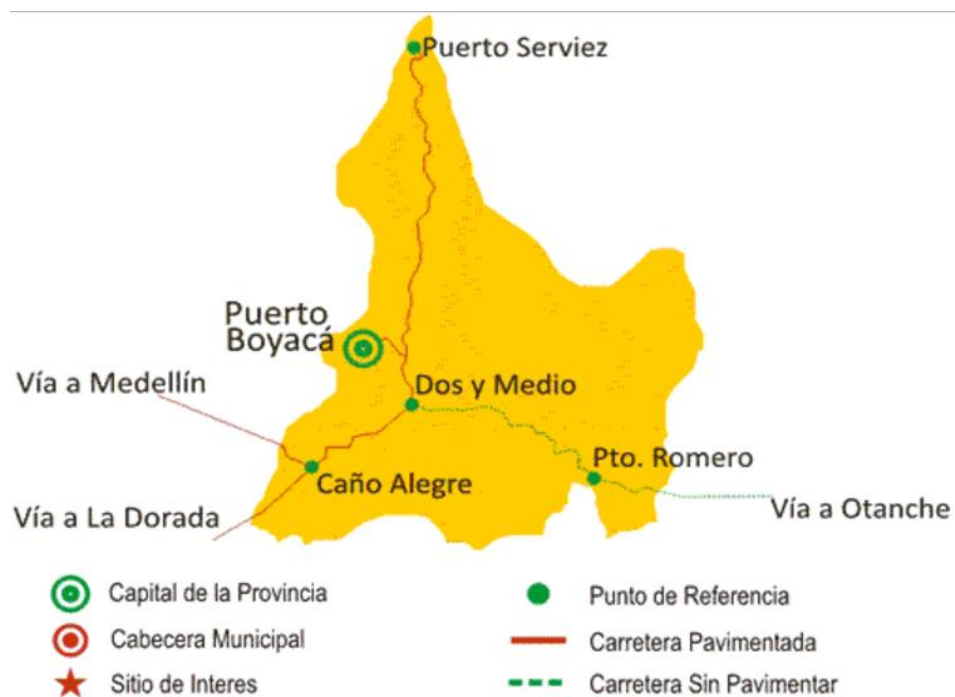 Puerto Serviez
Puerto
Boyacá
Vía a Medellín
Dos y Medio
Pto. Romero
Caño Alegre
Vía a La Dorada
Vía a Otanche
Capital de la Provincia
Punto de Referencia
Cabecera Municipal
Carretera Pavimentada
Sitio de Interes
Carretera Sin Pavimentar